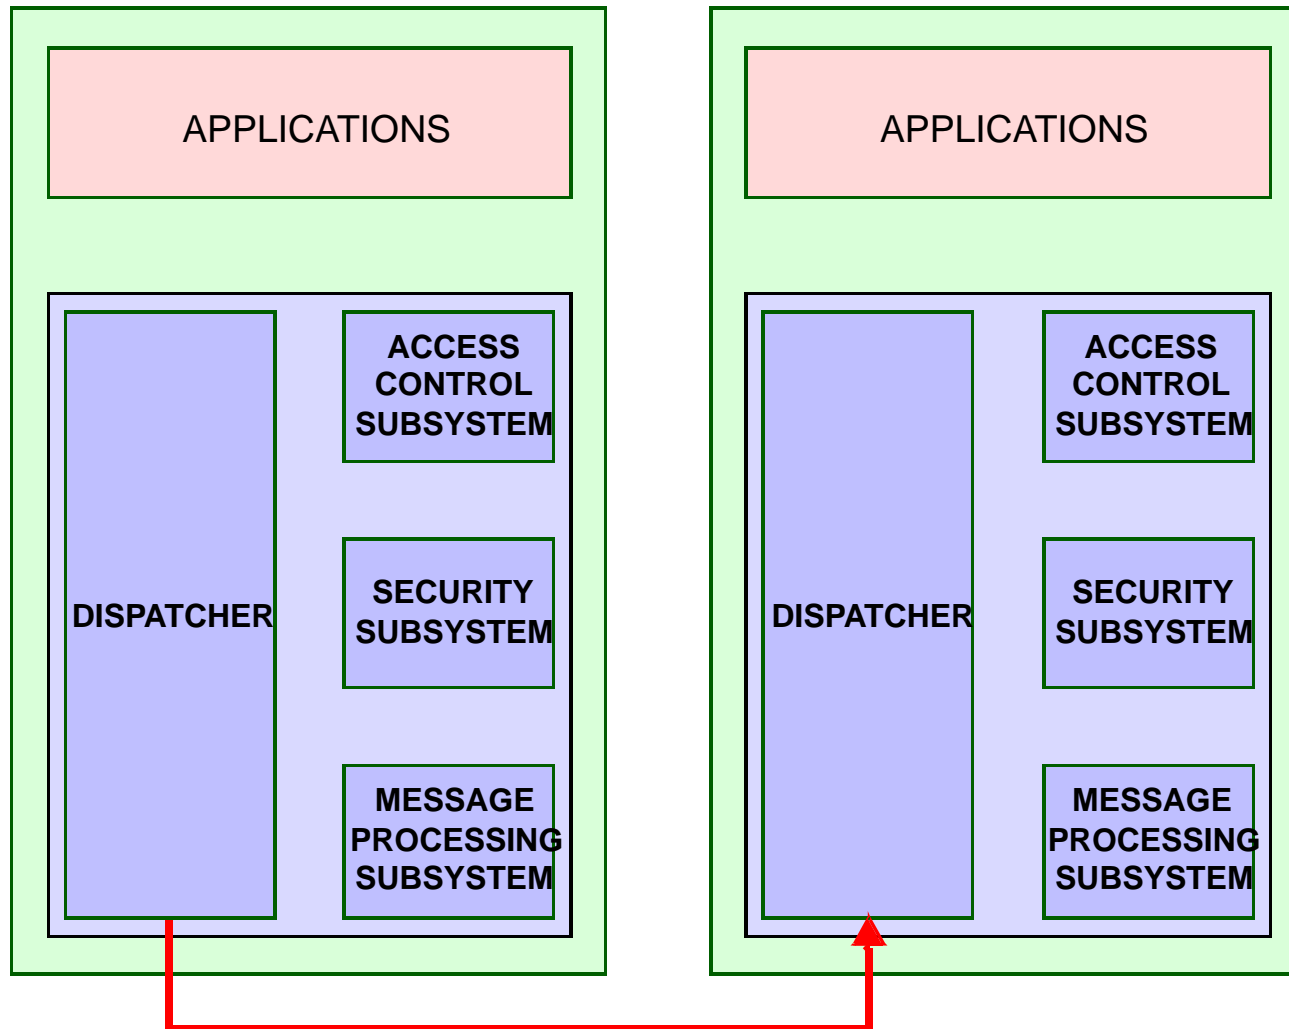 APPLICATIONS
ACCESS
CONTROL
SUBSYSTEM
DISPATCHER
SECURITY
SUBSYSTEM
MESSAGE
PROCESSING
SUBSYSTEM
APPLICATIONS
ACCESS
CONTROL
SUBSYSTEM
DISPATCHER
SECURITY
SUBSYSTEM
MESSAGE
PROCESSING
SUBSYSTEM